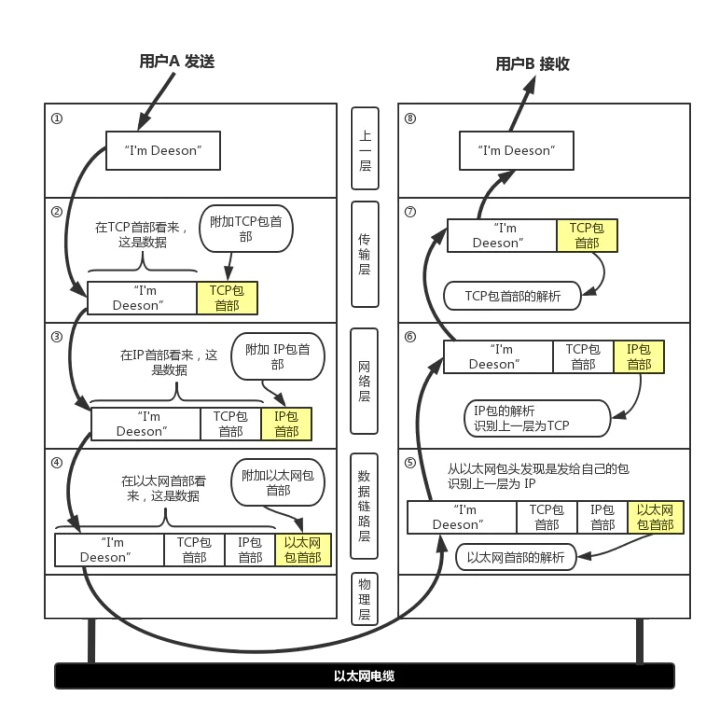 用户A 发送
用户B 接收
①
“I'm Deeson”
上一层
⑧
“I'm Deeson”
②
在TCP首部看来，
这是数据
附加TCP包首
部
“I'm
Deeson”
TCP包
首部
传输层
⑦
“I'm
Deeson”
TCP包
首部
TCP包首部的解析
③
在IP首部看来，这
是数据
附加 IP包首
部
“I'm
Deeson”
TCP包
首部
IP包
首部
网络层
⑥
“I'm
Deeson”
TCP包
首部
IP包
首部
IP包的解析
识别上一层为TCP
④
在以太网首部看
来，这是数据
附加以太网包
首部
“I'm
Deeson”
TCP包
首部
IP包
首部
以太网
包首部
数据链路层
⑤
从以太网包头发现是发给自己的包
识别上一层为 IP
“I'm
Deeson”
TCP包
首部
IP包
首部
以太网
包首部
以太网首部的解析
物理层
以太网电缆